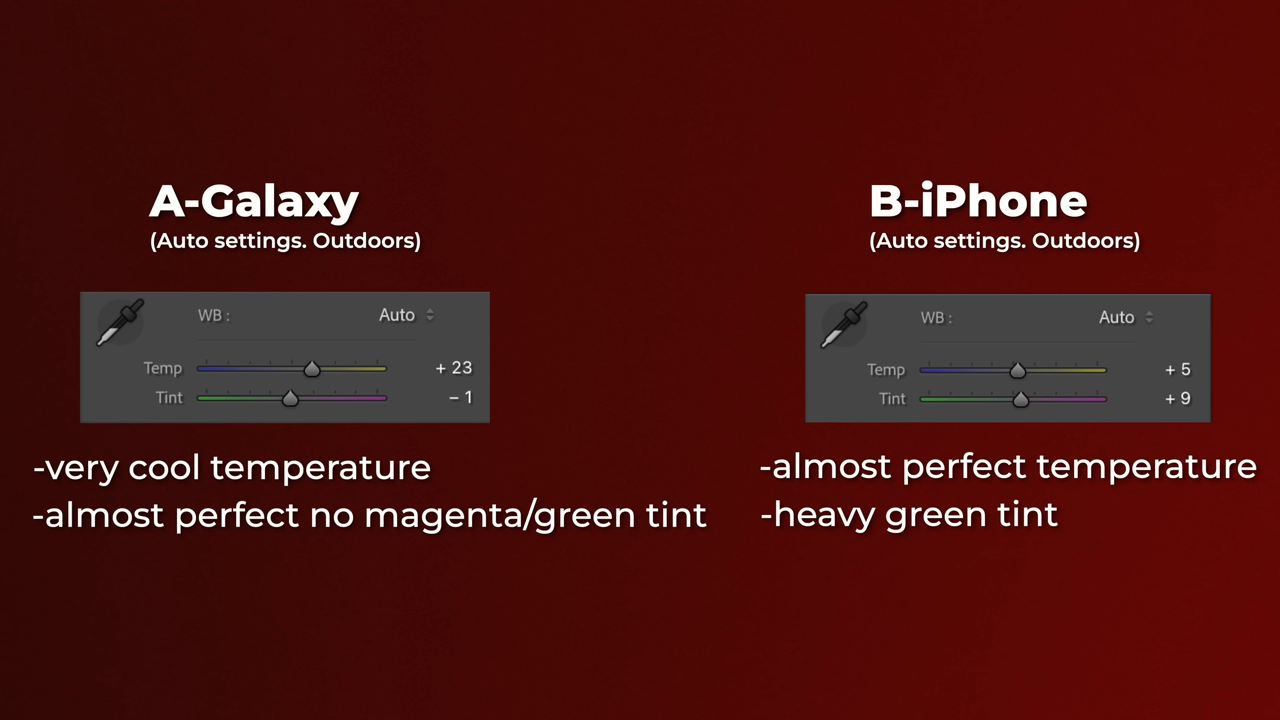 A-Galaxy
(Auto settings. Outdoors)
WB :
Auto
Temp
+ 23
Tint
– 1
-very cool temperature
-almost perfect no magenta/green tint
B-iPhone
(Auto settings. Outdoors)
WB :
Auto
Temp
+ 5
Tint
+ 9
-almost perfect temperature
-heavy green tint